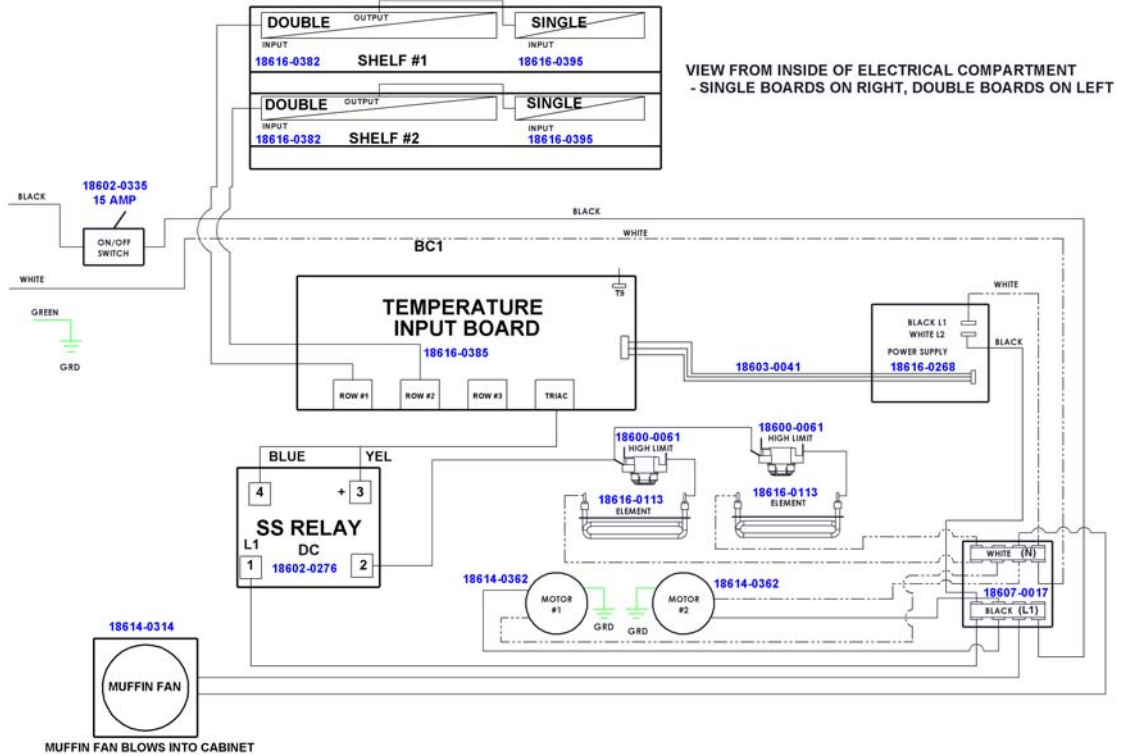 DOUBLE OUTPUT SINGLE
INPUT INPUT
18616-0382 SHELF #1 18616-0395
DOUBLE OUTPUT SINGLE
INPUT INPUT
18616-0382 SHELF #2 18616-0395
VIEW FROM INSIDE OF ELECTRICAL COMPARTMENT
- SINGLE BOARDS ON RIGHT, DOUBLE BOARDS ON LEFT
18602-0335
15 AMP
BLACK
ON/OFF
SWITCH
BLACK
WHITE
BC1
WHITE
GREEN
GRD
T9
TEMPERATURE
INPUT BOARD
18616-0385
ROW #1 ROW #2 ROW #3 TRIAC
18603-0041
WHITE
BLACK L1
WHITE L2
BLACK
POWER SUPPLY
18616-0268
BLUE YEL
4 + 3
SS RELAY
L1 DC
1 18602-0276 2
18600-0061
HIGH LIMIT
18616-0113
ELEMENT
18600-0061
HIGH LIMIT
18616-0113
ELEMENT
WHITE (N)
18607-0017
BLACK (L1)
18614-0362
MOTOR
#1
GRD
GRD
MOTOR
#2
18614-0362
18614-0314
MUFFIN FAN
MUFFIN FAN BLOWS INTO CABINET